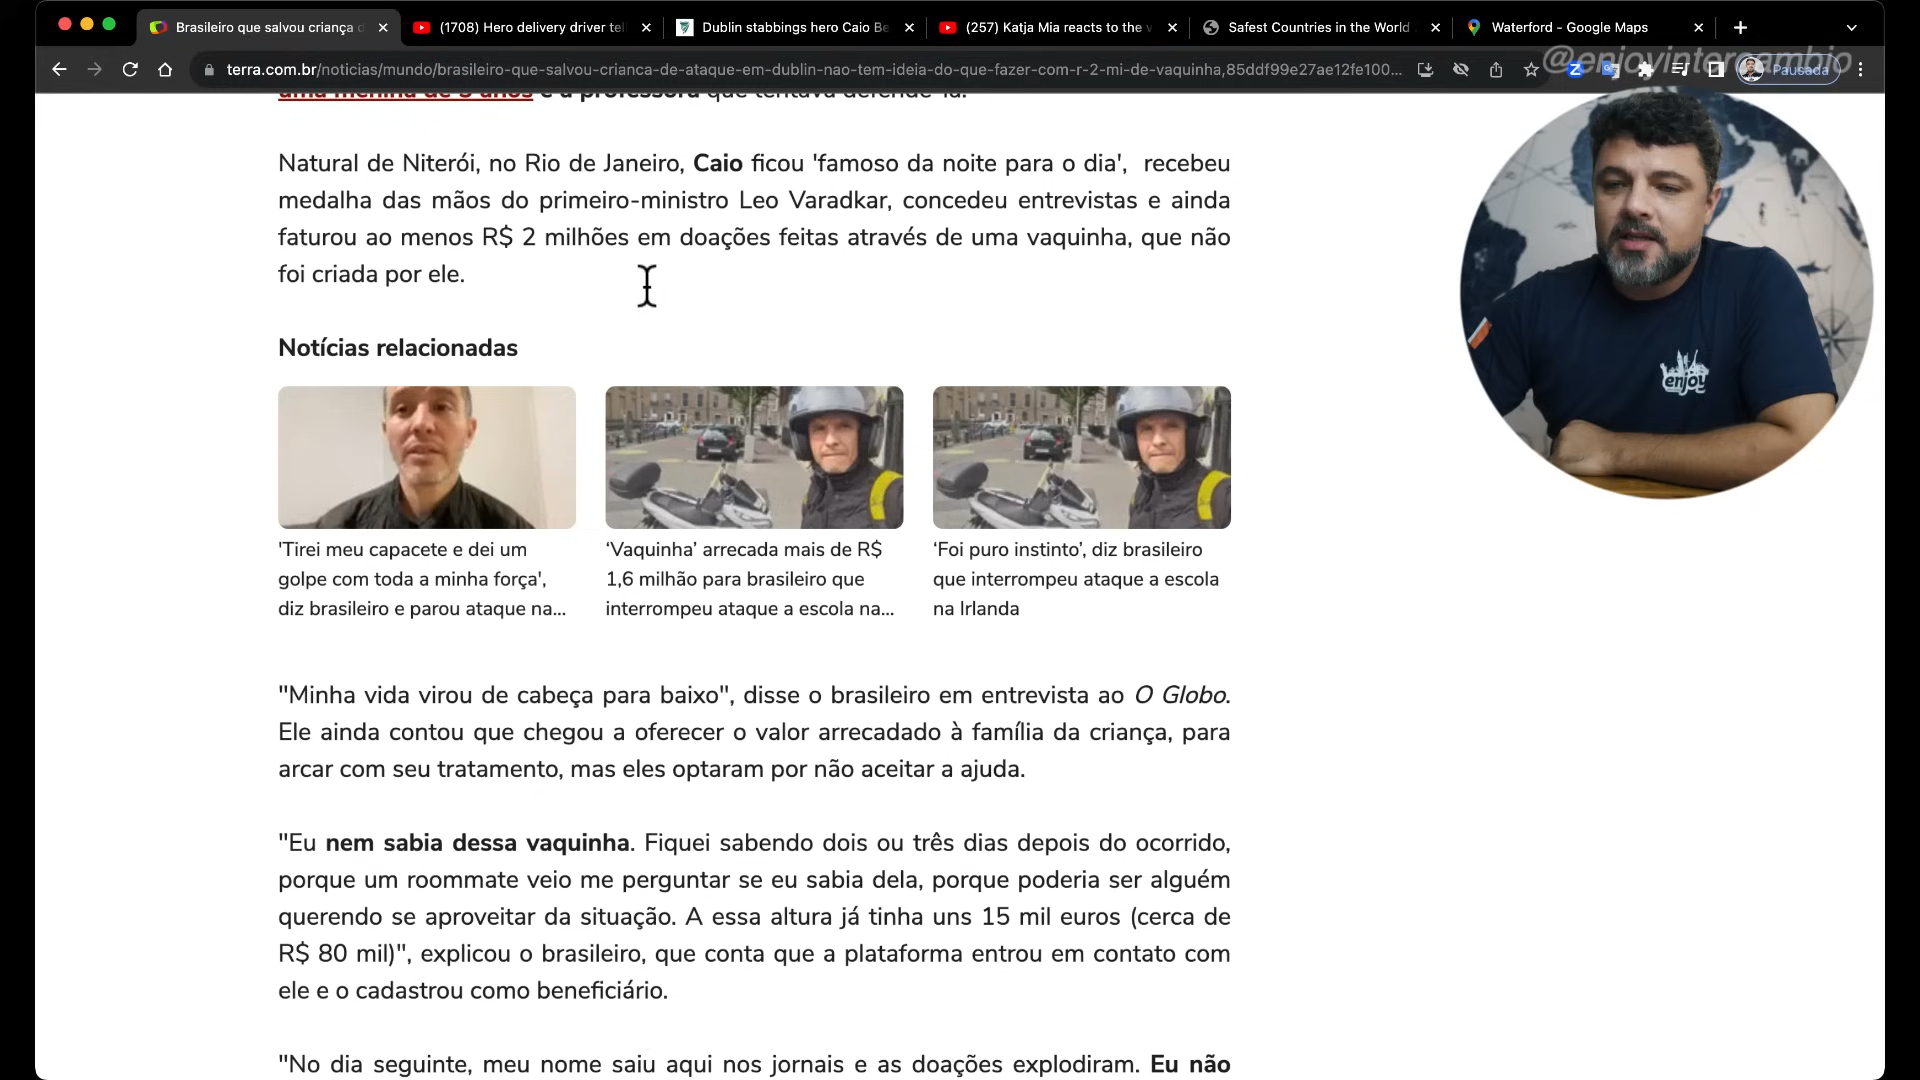 Brasileiro que salvou criança d
(1708) Hero delivery driver tel
Dublin stabbings hero Caio Be
(257) Katja Mia reacts to the v
Safest Countries in the World
Waterford - Google Maps
terra.com.br/noticias/mundo/brasileiro-que-salvou-crianca-de-ataque-em-dublin-nao-tem-ideia-do-que-fazer-com-r-2-mi-de-vaquinha,85ddf99e27ae12fe100...
Pausada
@enjoyintercambio
uma menina de 5 anos e a professora que tentava defendê-la.
Natural de Niterói, no Rio de Janeiro, Caio ficou 'famoso da noite para o dia', recebeu
medalha das mãos do primeiro-ministro Leo Varadkar, concedeu entrevistas e ainda
faturou ao menos R$ 2 milhões em doações feitas através de uma vaquinha, que não
foi criada por ele.
Notícias relacionadas
'Tirei meu capacete e dei um
golpe com toda a minha força',
diz brasileiro e parou ataque na...
‘Vaquinha’ arrecada mais de R$
1,6 milhão para brasileiro que
interrompeu ataque a escola na...
‘Foi puro instinto’, diz brasileiro
que interrompeu ataque a escola
na Irlanda
"Minha vida virou de cabeça para baixo", disse o brasileiro em entrevista ao O Globo.
Ele ainda contou que chegou a oferecer o valor arrecadado à família da criança, para
arcar com seu tratamento, mas eles optaram por não aceitar a ajuda.
"Eu nem sabia dessa vaquinha. Fiquei sabendo dois ou três dias depois do ocorrido,
porque um roommate veio me perguntar se eu sabia dela, porque poderia ser alguém
querendo se aproveitar da situação. A essa altura já tinha uns 15 mil euros (cerca de
R$ 80 mil)", explicou o brasileiro, que conta que a plataforma entrou em contato com
ele e o cadastrou como beneficiário.
"No dia seguinte, meu nome saiu aqui nos jornais e as doações explodiram. Eu não
enjoy